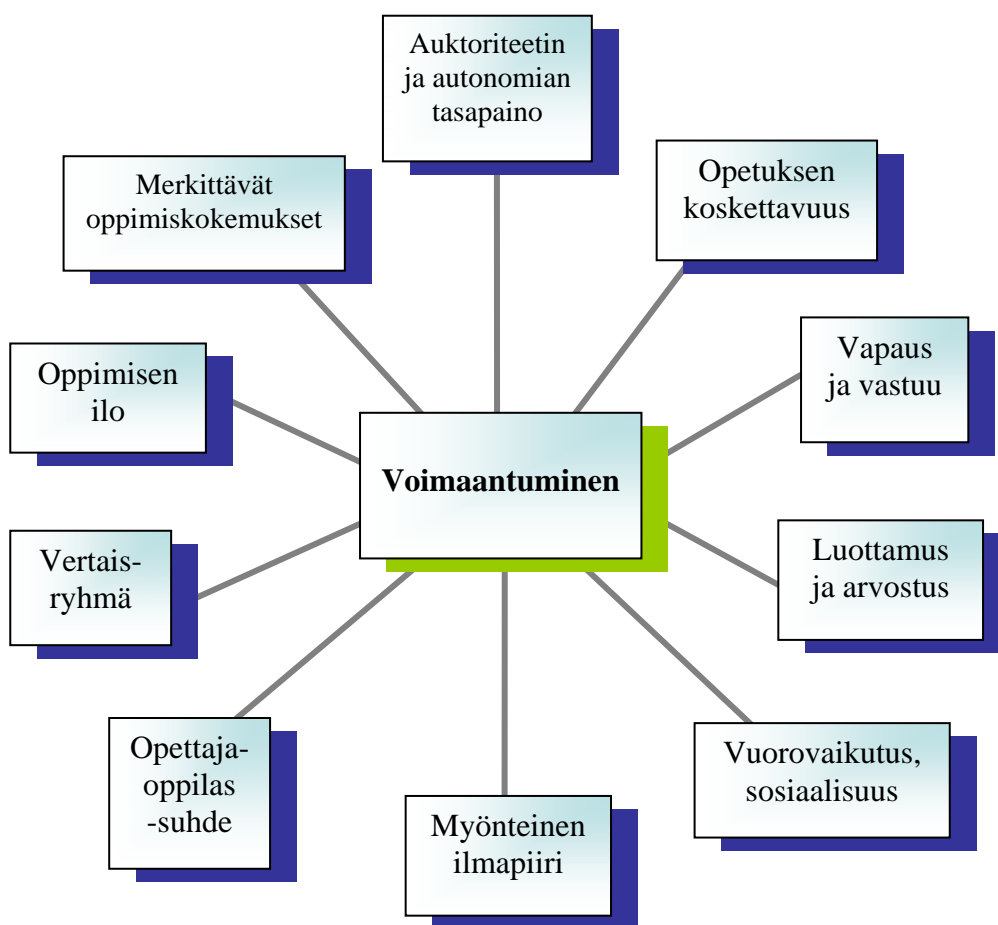 Auktoriteetin
ja autonomian
tasapaino
Merkittävät
oppimiskokemukset
Opetuksen
koskettavuus
Vapaus
ja vastuu
Oppimisen
ilo
Voimaantuminen
Vertais-
ryhmä
Luottamus
ja arvostus
Opettaja-
oppilas
-suhde
Vuorovaikutus,
sosiaalisuus
Myönteinen
ilmapiiri